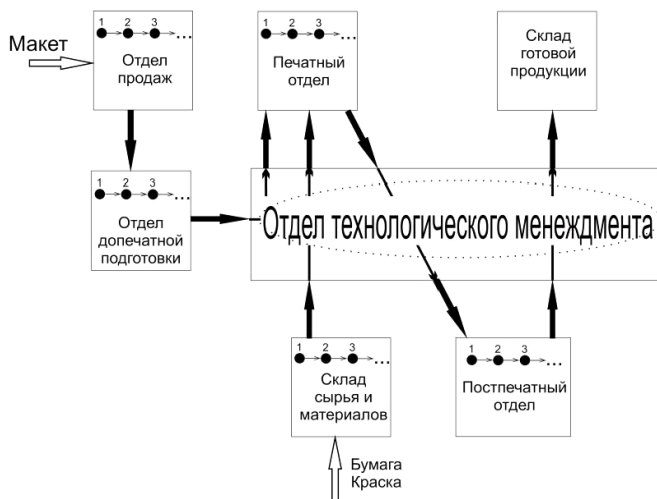 Макет
1 2 3 ...
Отдел
продаж
1 2 3 ...
Печатный
отдел
Склад
готовой
продукции
1 2 3 ...
Отдел
допечатной
подготовки
Отдел технологического менеждмента
1 2 3 ...
Склад
сырья и
материалов
1 2 3 ...
Постпечатный
отдел
Бумага
Краска